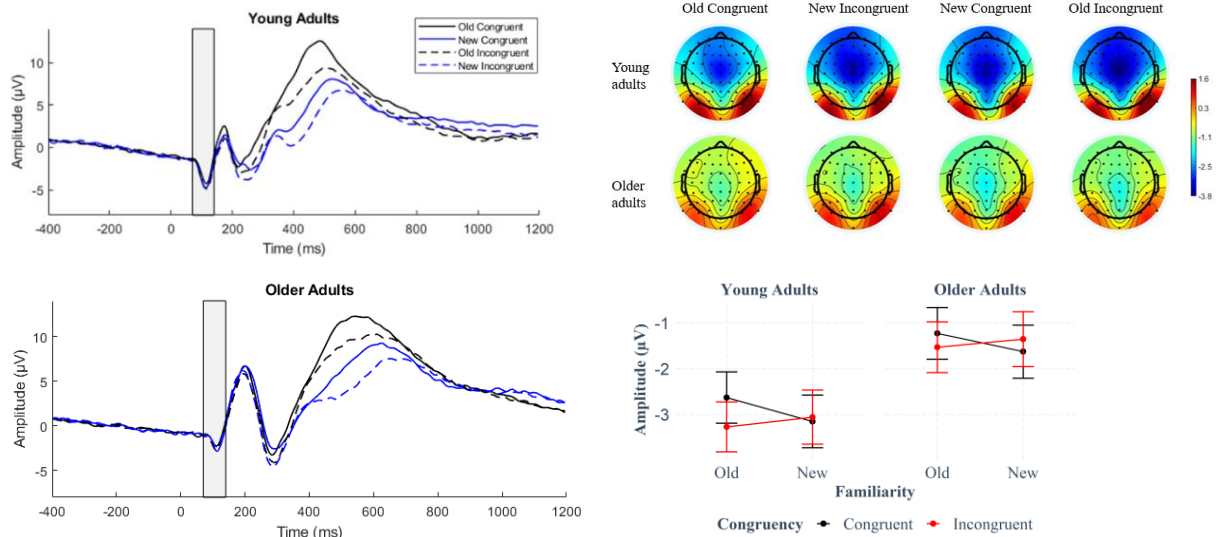 Young Adults
Old Congruent
New Congruent
Old Incongruent
New Incongruent
10
5
0
-5
Amplitude (µV)
-400 -200 0 200 400 600 800 1000 1200
Time (ms)
Old Congruent New Incongruent New Congruent Old Incongruent
Young
adults
Older
adults
1.6
0.3
-1.1
-2.5
-3.8
Older Adults
10
5
0
-5
Amplitude (µV)
-400 -200 0 200 400 600 800 1000 1200
Time (ms)
Young Adults Older Adults
-1
-2
-3
Amplitude (µV)
Old New Old New
Familiarity
Congruency Congruent Incongruent